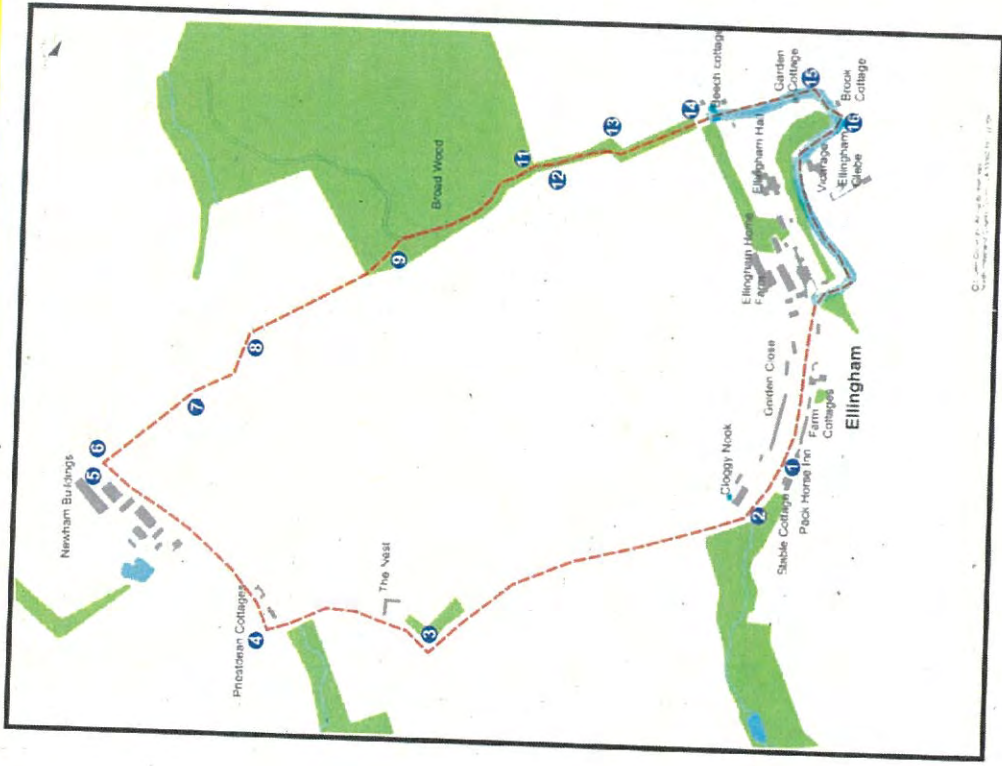 Newham Buildings
5
6
7
8
Priestdean Cottages
4
The Nest
3
9
Broad Wood
11
12
13
14
Beech cottage
Garden
Cottage
15
Brook
Cottage
16
Ellingham Hall
Vicarage
Ellingham
Glebe
Ellingham Home
Farm
Cloggy Nook
Golden Close
2
1
Stable Cottage
Pack Horse Inn
Farm
Cottages
Ellingham